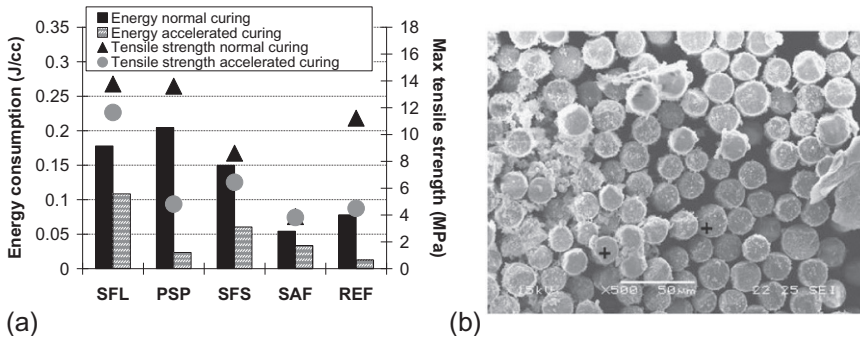 Energy normal curing
Energy accelerated curing
Tensile strength normal curing
Tensile strength accelerated curing
Energy consumption (J/cc)
0.35
0.3
0.25
0.2
0.15
0.1
0.05
0
Max tensile strength (MPa)
18
16
14
12
10
8
6
4
2
0
SFL PSP SFS SAF REF
(a)
X500 50μm 22 25 SEI
(b)